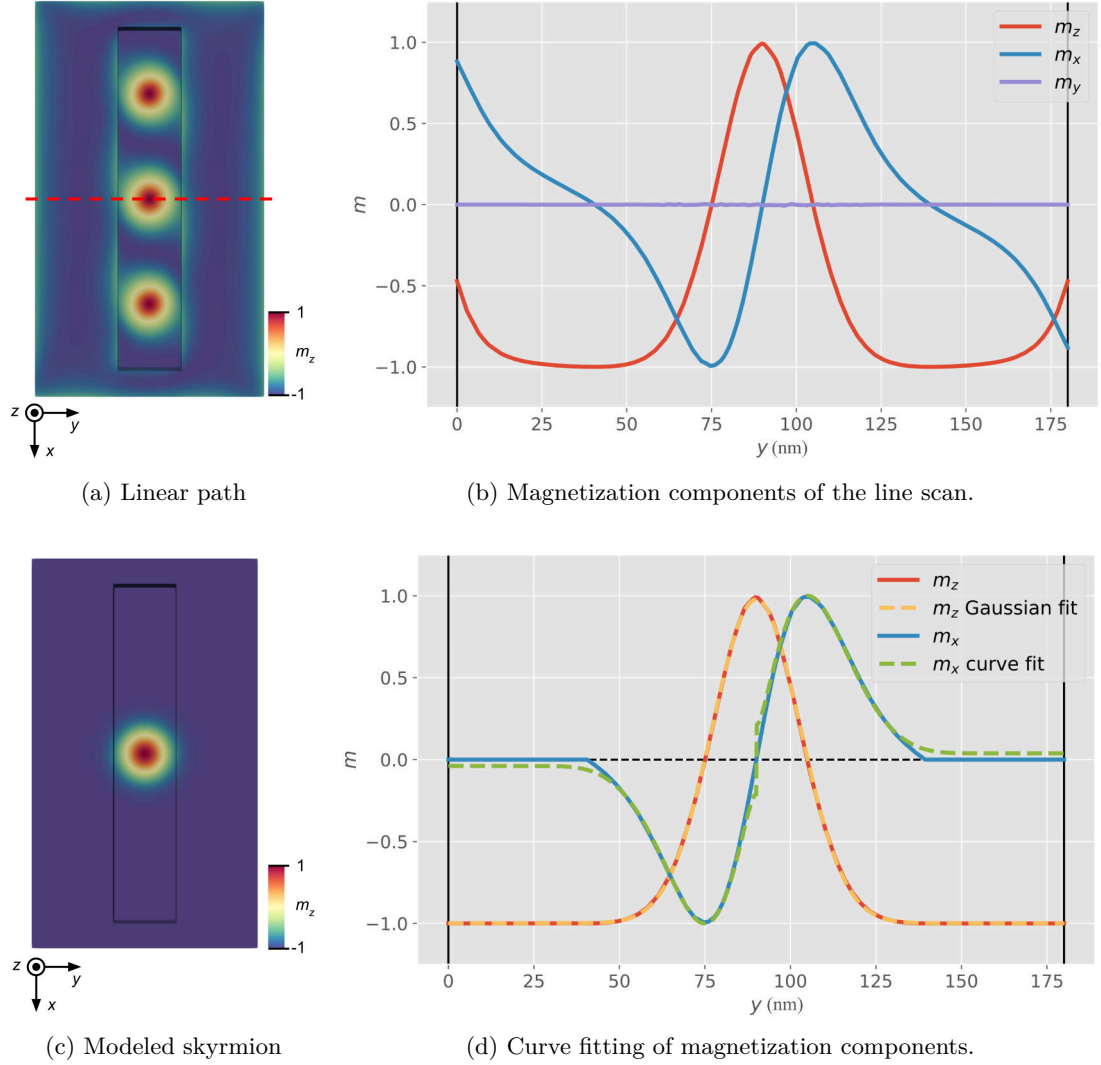 1
m_z
-1
z
y
x
(a) Linear path
m_z
m_x
m_y
1.0
0.5
0.0
−0.5
−1.0
m
0 25 50 75 100 125 150 175
y (nm)
(b) Magnetization components of the line scan.
1
m_z
-1
z
y
x
(c) Modeled skyrmion
m_z
m_z Gaussian fit
m_x
m_x curve fit
1.0
0.5
0.0
−0.5
−1.0
m
0 25 50 75 100 125 150 175
y (nm)
(d) Curve fitting of magnetization components.